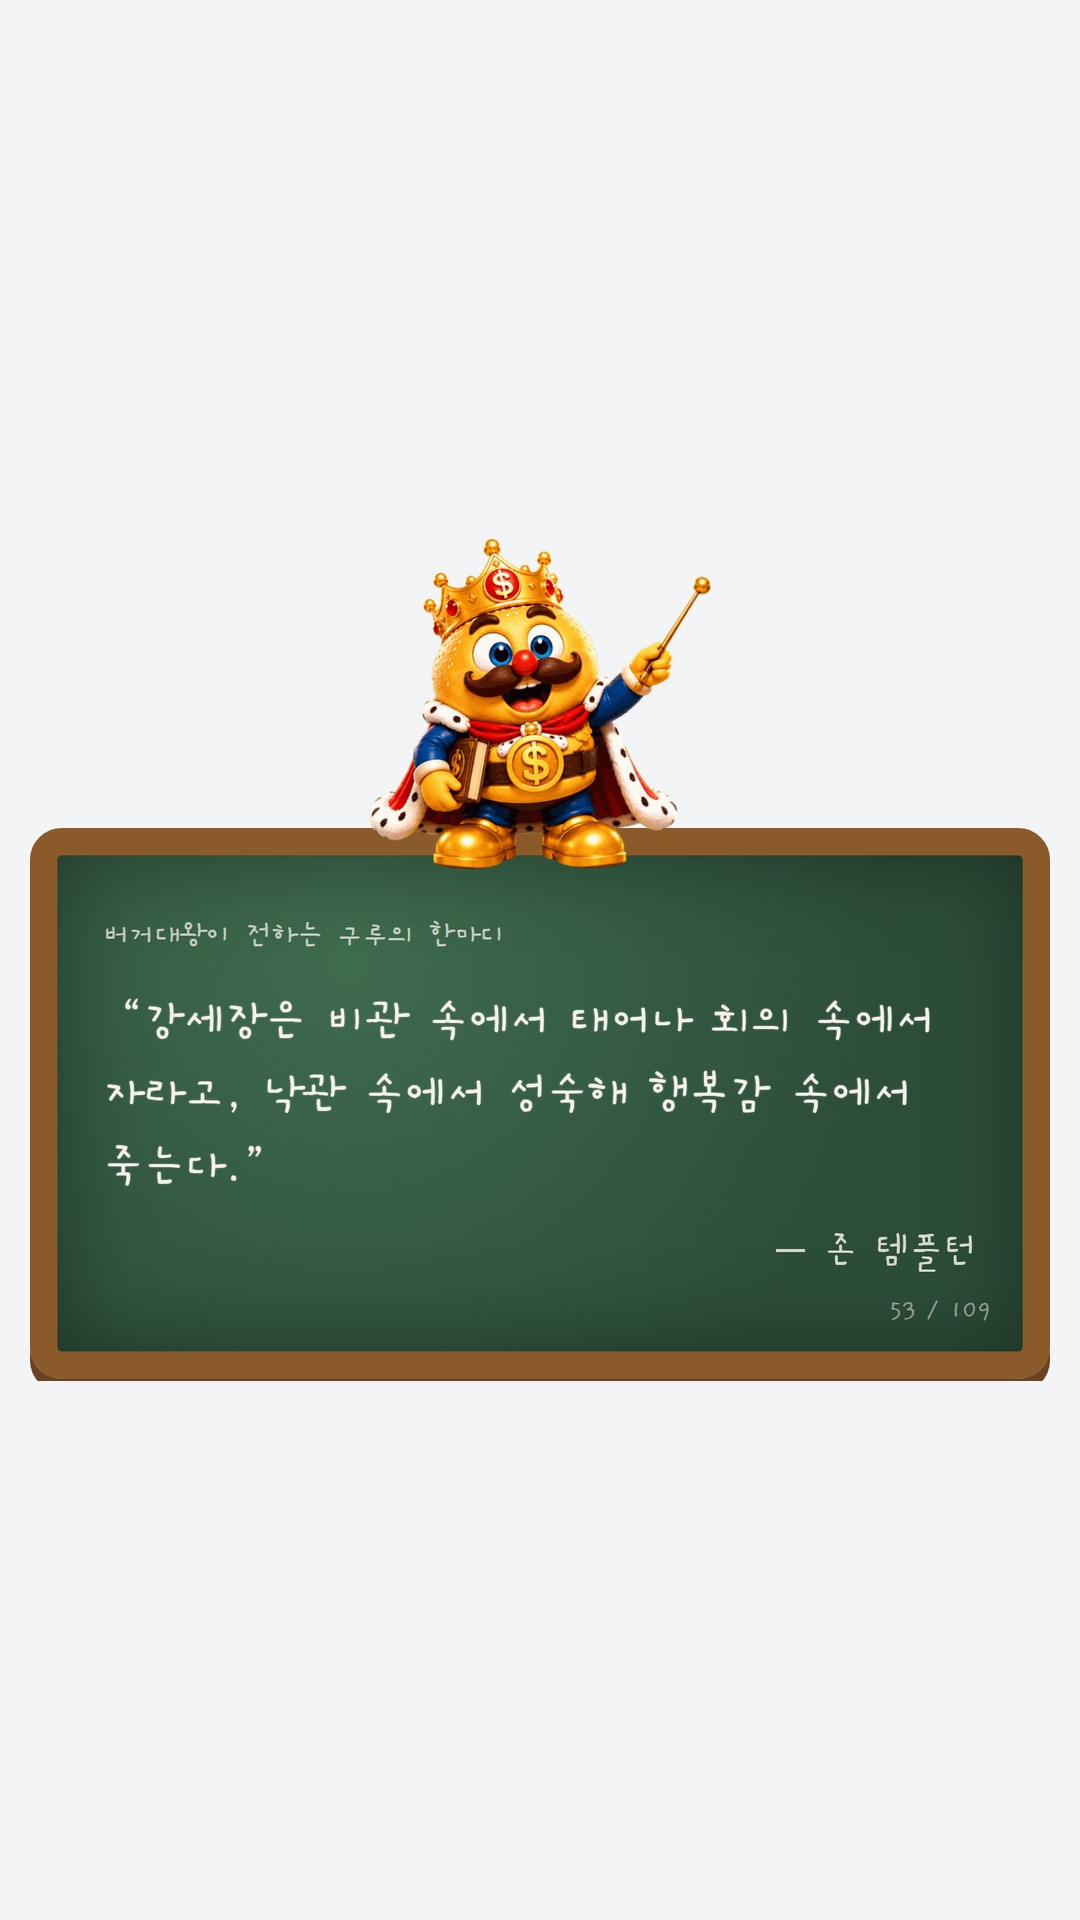 버거대왕이 전하는 구루의 한마디
“강세장은 비관 속에서 태어나 회의 속에서
자라고, 낙관 속에서 성숙해 행복감 속에서
죽는다.”
— 존 템플턴
53 / 109
$
$
$